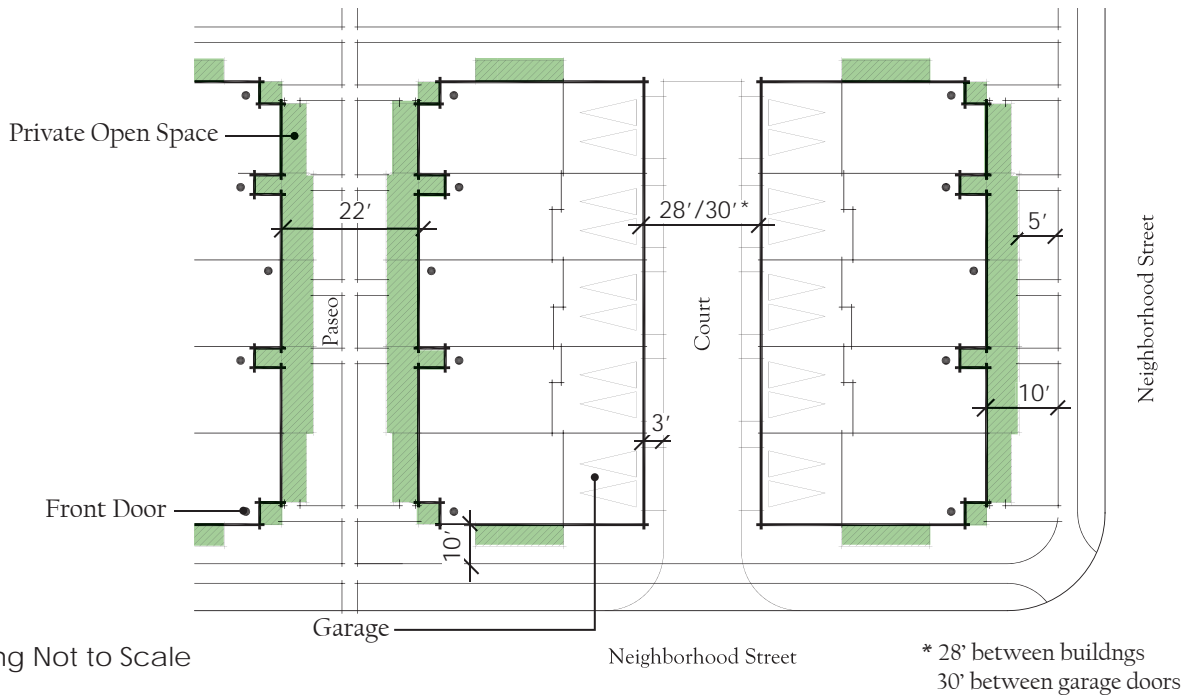 Private Open Space
22'
28'/30'*
5'
Neighborhood Street
Paseo
Court
10'
3'
Front Door
10'
Garage
ng Not to Scale
Neighborhood Street
* 28' between buildngs
30' between garage doors